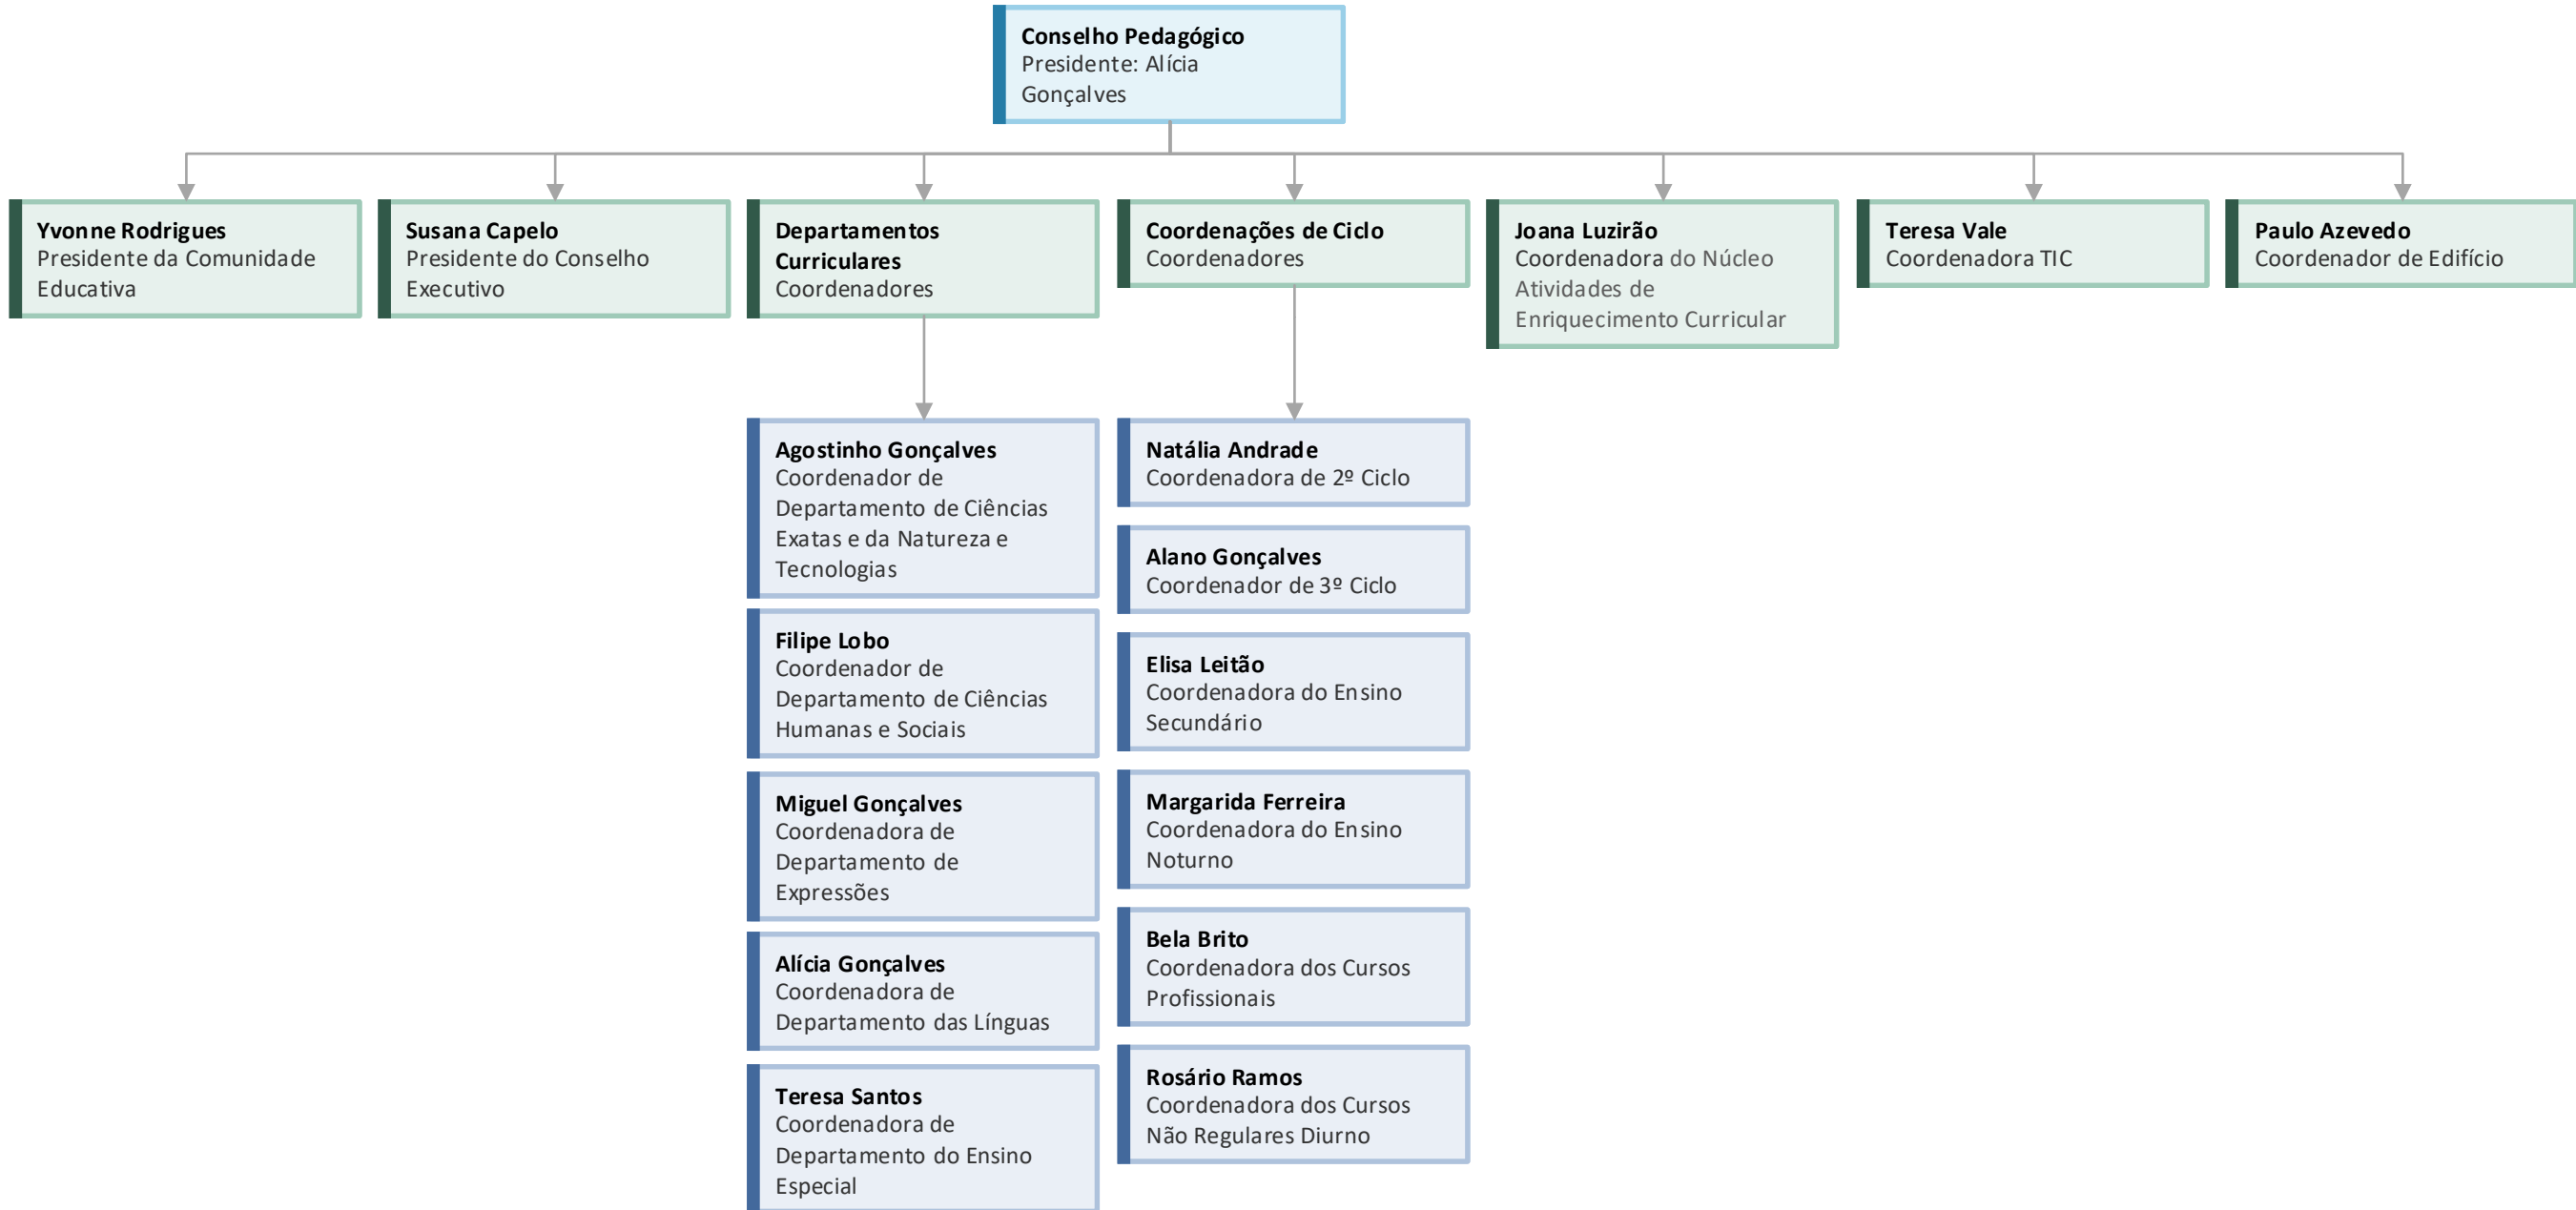 Conselho Pedagógico
Presidente: Alícia
Gonçalves
Yvonne Rodrigues
Presidente da Comunidade
Educativa
Susana Capelo
Presidente do Conselho
Executivo
Departamentos
Curriculares
Coordenadores
Coordenações de Ciclo
Coordenadores
Joana Luzirão
Coordenadora do Núcleo
Atividades de
Enriquecimento Curricular
Teresa Vale
Coordenadora TIC
Paulo Azevedo
Coordenador de Edifício
Agostinho Gonçalves
Coordenador de
Departamento de Ciências
Exatas e da Natureza e
Tecnologias
Filipe Lobo
Coordenador de
Departamento de Ciências
Humanas e Sociais
Miguel Gonçalves
Coordenadora de
Departamento de
Expressões
Alícia Gonçalves
Coordenadora de
Departamento das Línguas
Teresa Santos
Coordenadora de
Departamento do Ensino
Especial
Natália Andrade
Coordenadora de 2º Ciclo
Alano Gonçalves
Coordenador de 3º Ciclo
Elisa Leitão
Coordenadora do Ensino
Secundário
Margarida Ferreira
Coordenadora do Ensino
Noturno
Bela Brito
Coordenadora dos Cursos
Profissionais
Rosário Ramos
Coordenadora dos Cursos
Não Regulares Diurno